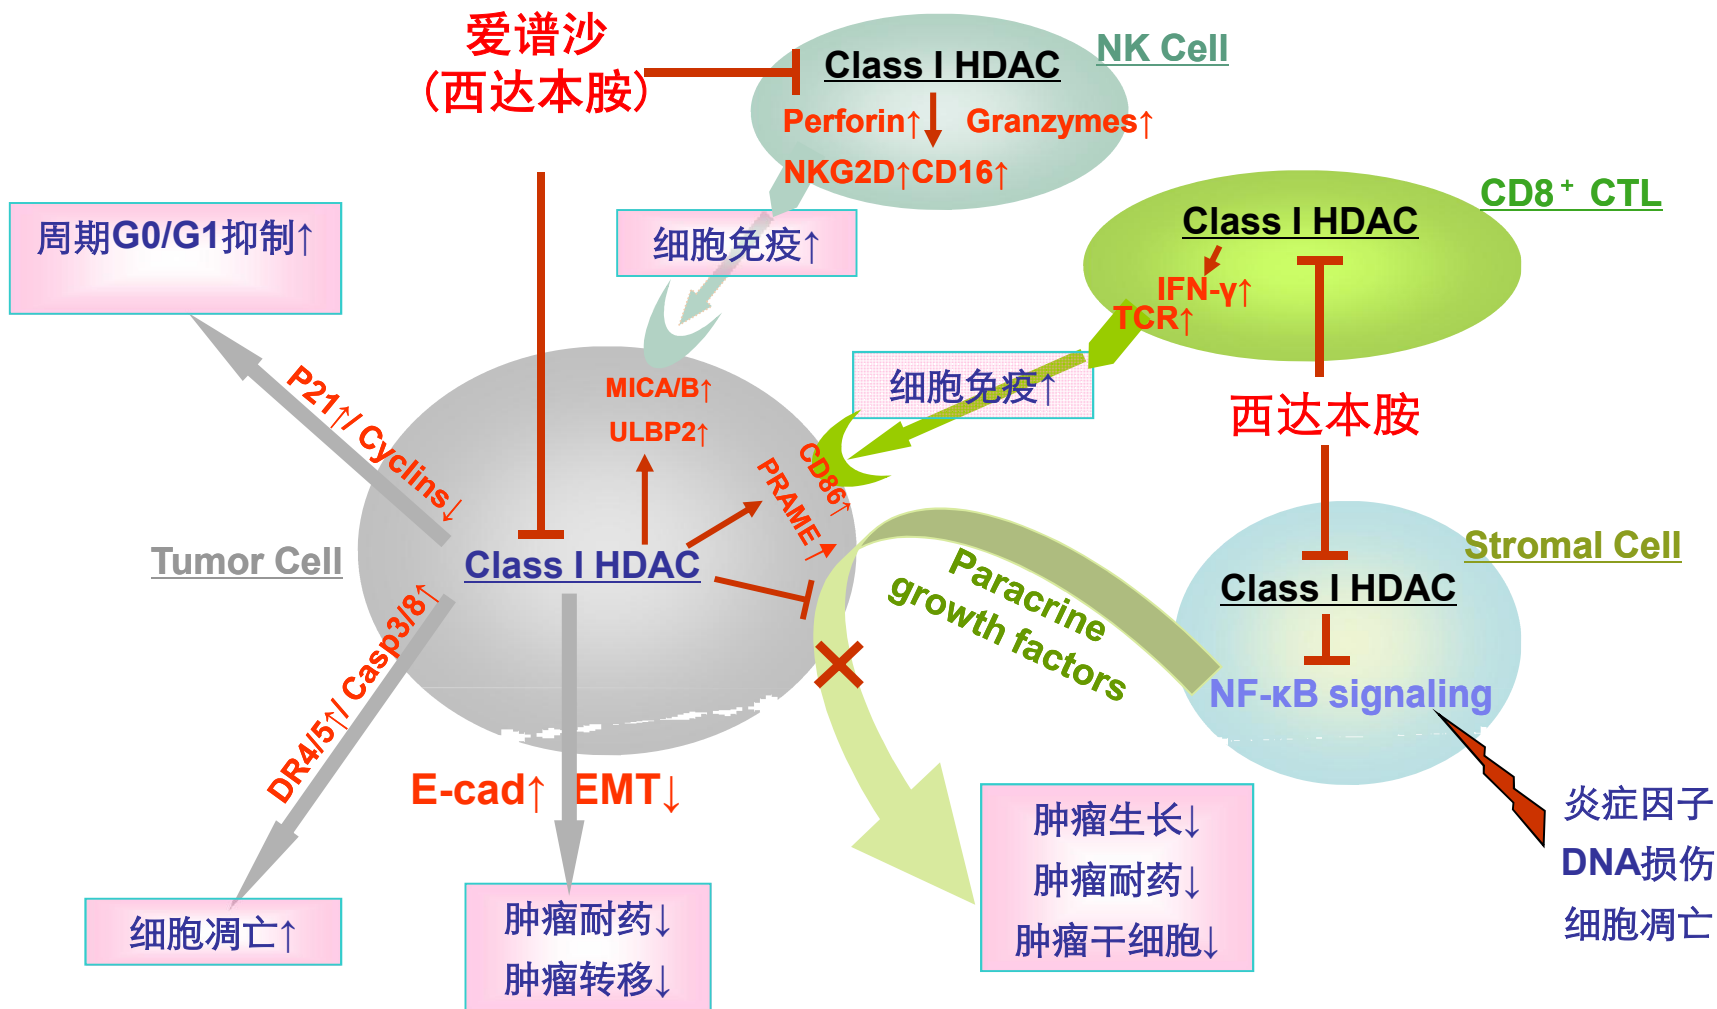 爱谱沙
（西达本胺）
Class I HDAC
NK Cell
Perforin↑
Granzymes↑
NKG2D↑CD16↑
周期G0/G1抑制↑
细胞免疫↑
CD8⁺ CTL
Class I HDAC
IFN-γ↑
TCR↑
MICA/B↑
ULBP2↑
细胞免疫↑
西达本胺
P21↑/ Cyclins↓
CD86↑
PRAME↑
Tumor Cell
Class I HDAC
Paracrine
growth factors
Stromal Cell
Class I HDAC
NF-κB signaling
DR4/5↑/ Casp3/8↑
E-cad↑ EMT↓
细胞凋亡↑
肿瘤耐药↓
肿瘤转移↓
肿瘤生长↓
肿瘤耐药↓
肿瘤干细胞↓
炎症因子
DNA损伤
细胞凋亡